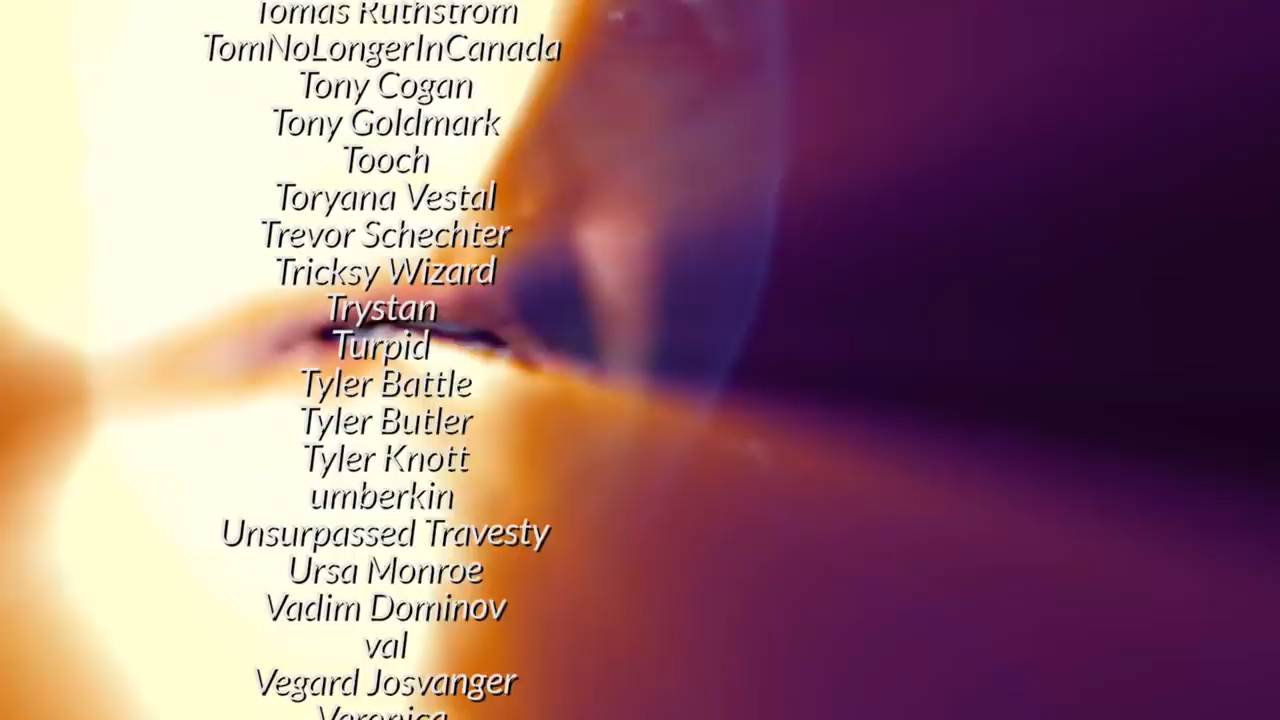 Tomas Ruthstrom
TomNoLongerInCanada
Tony Cogan
Tony Goldmark
Tooch
Toryana Vestal
Trevor Schechter
Tricksy Wizard
Trystan
Turpid
Tyler Battle
Tyler Butler
Tyler Knott
umberkin
Unsurpassed Travesty
Ursa Monroe
Vadim Dominov
val
Vegard Josvanger
Veronica